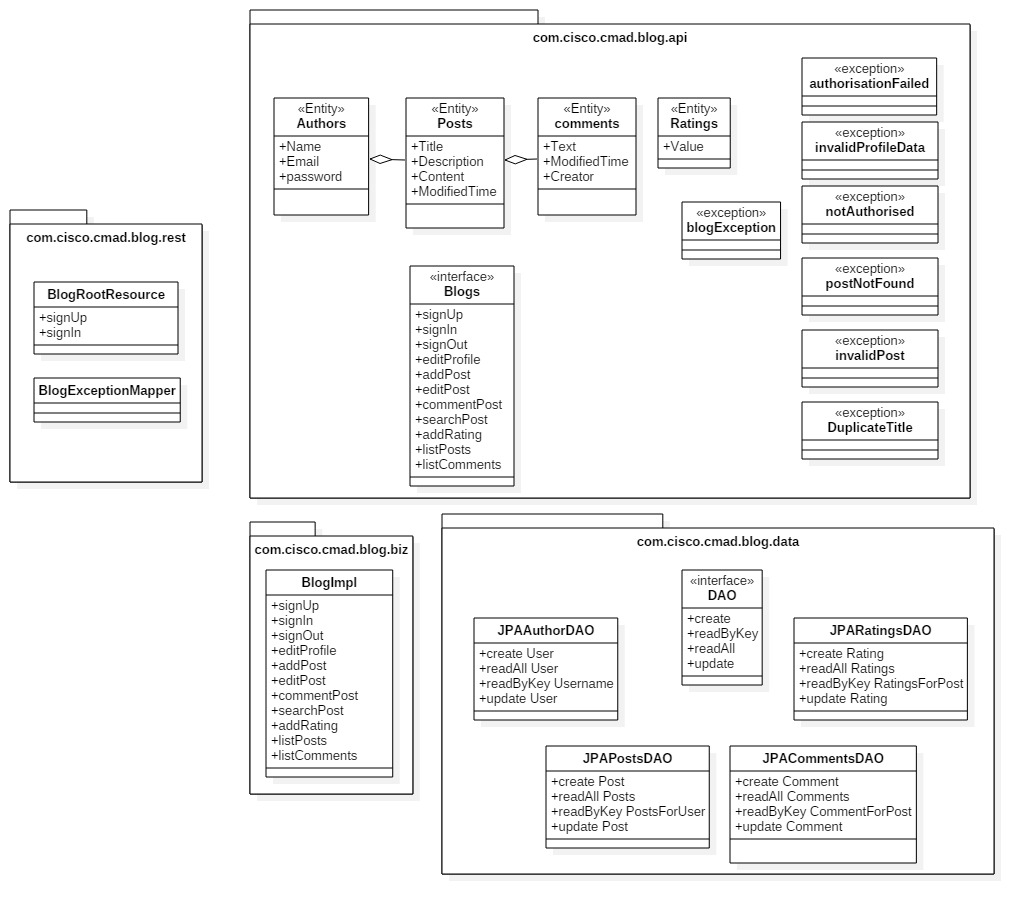 com.cisco.cmad.blog.api
«Entity»
Authors
+Name
+Email
+password
«Entity»
Posts
+Title
+Description
+Content
+ModifiedTime
«Entity»
comments
+Text
+ModifiedTime
+Creator
«Entity»
Ratings
+Value
«exception»
authorisationFailed
«exception»
invalidProfileData
«exception»
notAuthorised
«exception»
blogException
«exception»
postNotFound
«exception»
invalidPost
«exception»
DuplicateTitle
«interface»
Blogs
+signUp
+signIn
+signOut
+editProfile
+addPost
+editPost
+commentPost
+searchPost
+addRating
+listPosts
+listComments
com.cisco.cmad.blog.rest
BlogRootResource
+signUp
+signIn
BlogExceptionMapper
com.cisco.cmad.blog.biz
BlogImpl
+signUp
+signIn
+signOut
+editProfile
+addPost
+editPost
+commentPost
+searchPost
+addRating
+listPosts
+listComments
com.cisco.cmad.blog.data
«interface»
DAO
+create
+readByKey
+readAll
+update
JPAAuthorDAO
+create User
+readAll User
+readByKey Username
+update User
JPARatingsDAO
+create Rating
+readAll Ratings
+readByKey RatingsForPost
+update Rating
JPAPostsDAO
+create Post
+readAll Posts
+readByKey PostsForUser
+update Post
JPACommentsDAO
+create Comment
+readAll Comments
+readByKey CommentForPost
+update Comment